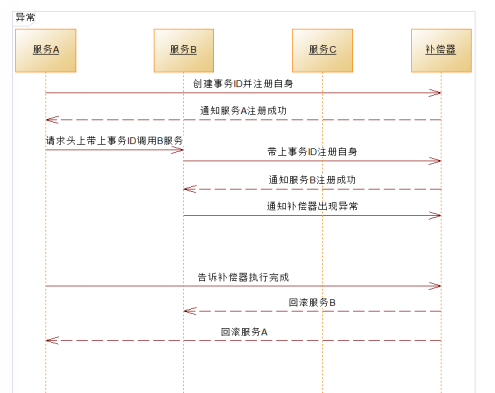 异常
服务A
服务B
服务C
补偿器
创建事务ID并注册自身
通知服务A注册成功
请求头上带上事务ID调用B服务
带上事务ID注册自身
通知服务B注册成功
通知补偿器出现异常
告诉补偿器执行完成
回滚服务B
回滚服务A